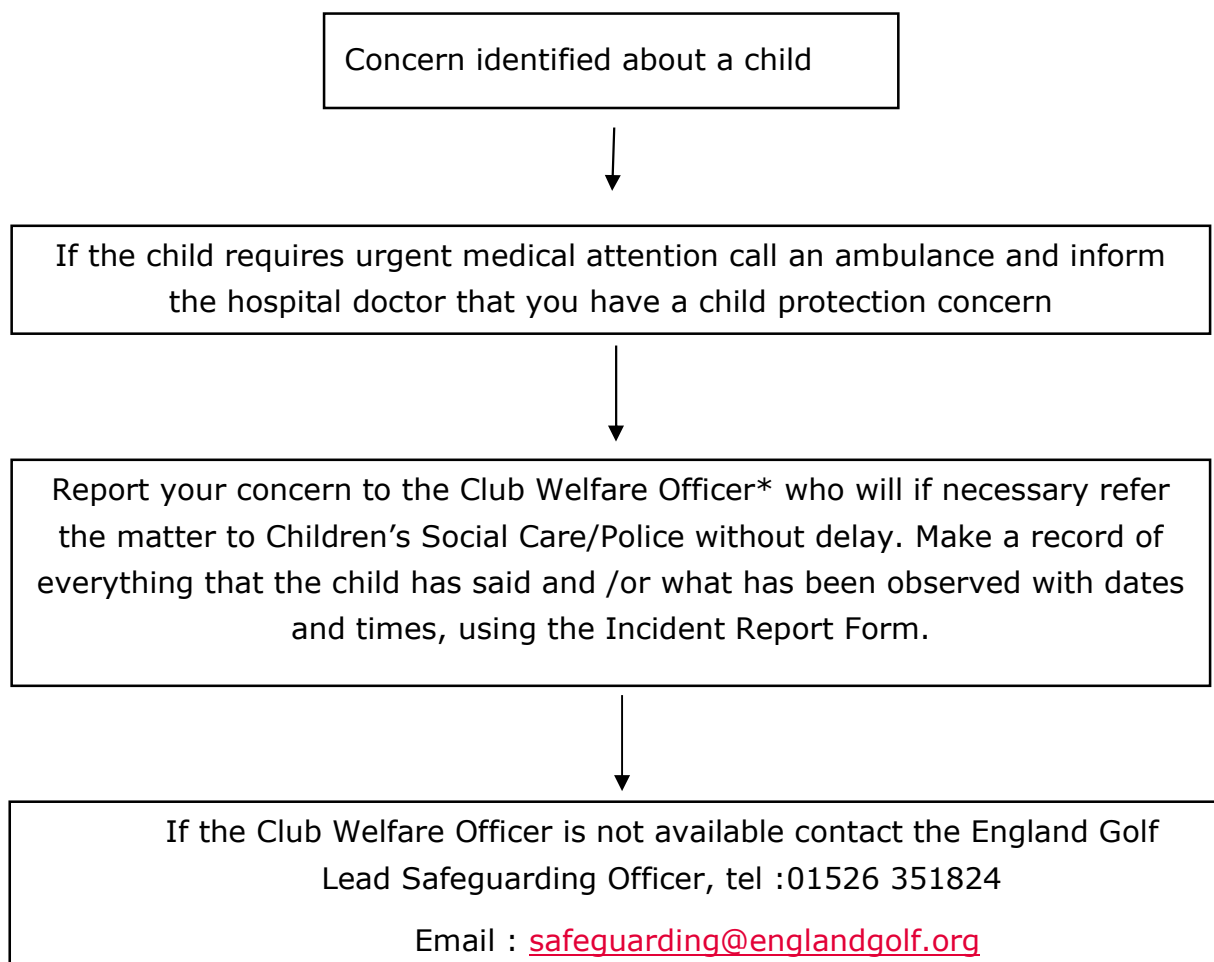 Concern identified about a child
If the child requires urgent medical attention call an ambulance and inform
the hospital doctor that you have a child protection concern
Report your concern to the Club Welfare Officer* who will if necessary refer
the matter to Children’s Social Care/Police without delay. Make a record of
everything that the child has said and /or what has been observed with dates
and times, using the Incident Report Form.
If the Club Welfare Officer is not available contact the England Golf
Lead Safeguarding Officer, tel :01526 351824
Email : safeguarding@englandgolf.org